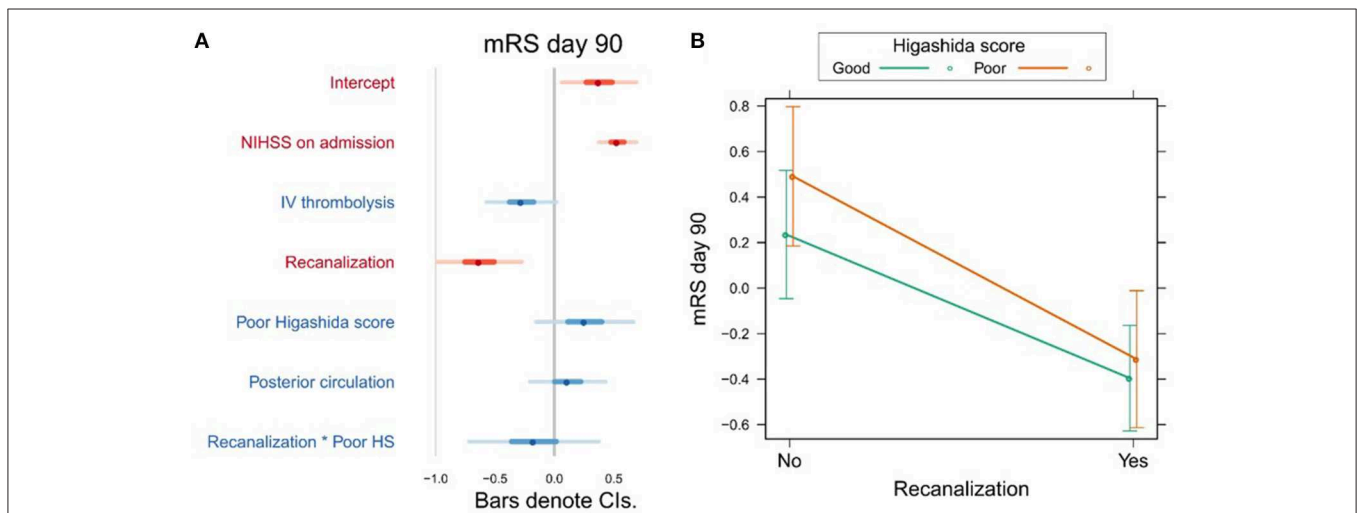 A
mRS day 90
Intercept
NIHSS on admission
IV thrombolysis
Recanalization
Poor Higashida score
Posterior circulation
Recanalization * Poor HS
−1.0 −0.5 0.0 0.5
Bars denote CIs.
B
Higashida score
Good Poor
mRS day 90
0.8
0.6
0.4
0.2
0.0
−0.2
−0.4
−0.6
No Yes
Recanalization